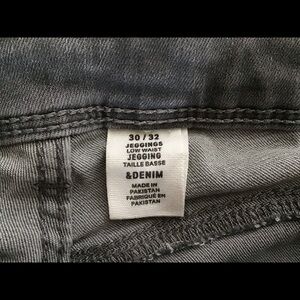 30 / 32
JEGGINGS
LOW WAIST
JEGGING
TAILLE BASSE
&DENIM
MADE IN
PAKISTAN
FABRIQUÉ EN
PAKISTAN